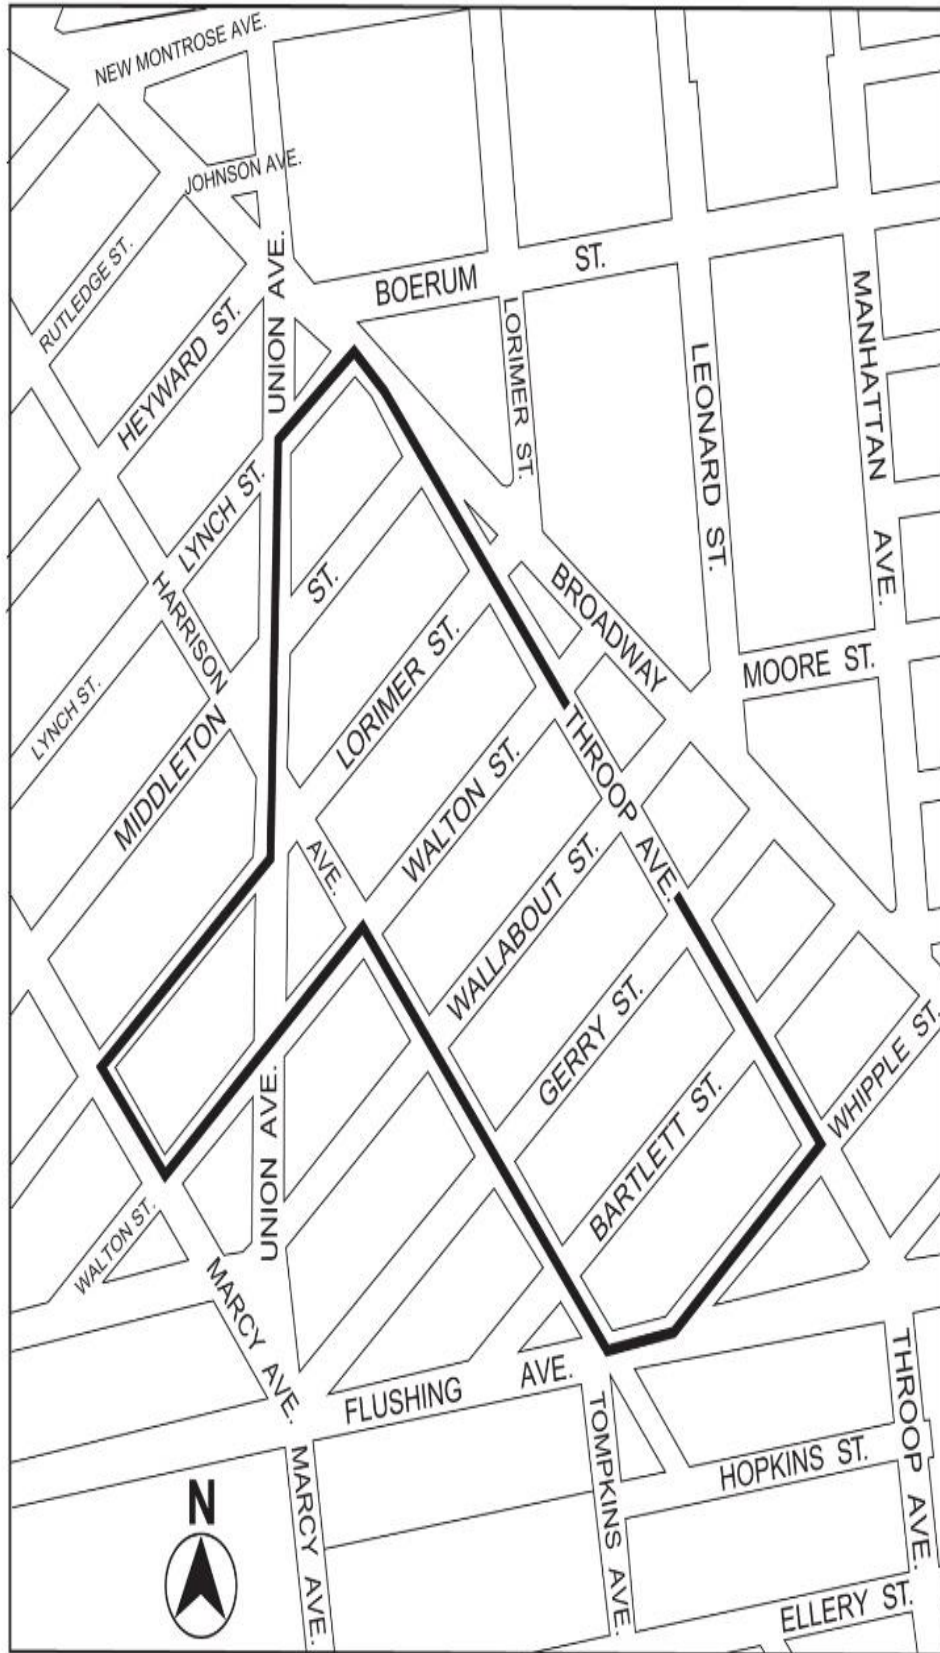 NEW MONTROSE AVE.
JOHNSON AVE.
RUTLEDGE ST.
HEYWARD ST.
UNION AVE.
BOERUM ST.
LORIMER ST.
LEONARD ST.
MANHATTAN AVE.
LYNCH ST.
HARRISON AVE.
LYNCH ST.
MIDDLETON ST.
LORIMER ST.
BROADWAY
MOORE ST.
WALTON ST.
THROOP AVE.
WALLABOUT ST.
GERRY ST.
WHIPPLE ST.
BARTLETT ST.
UNION AVE.
WALTON ST.
MARCY AVE.
FLUSHING AVE.
THROOP AVE.
TOMPKINS AVE.
HOPKINS ST.
MARCY AVE.
N
ELLERY ST.